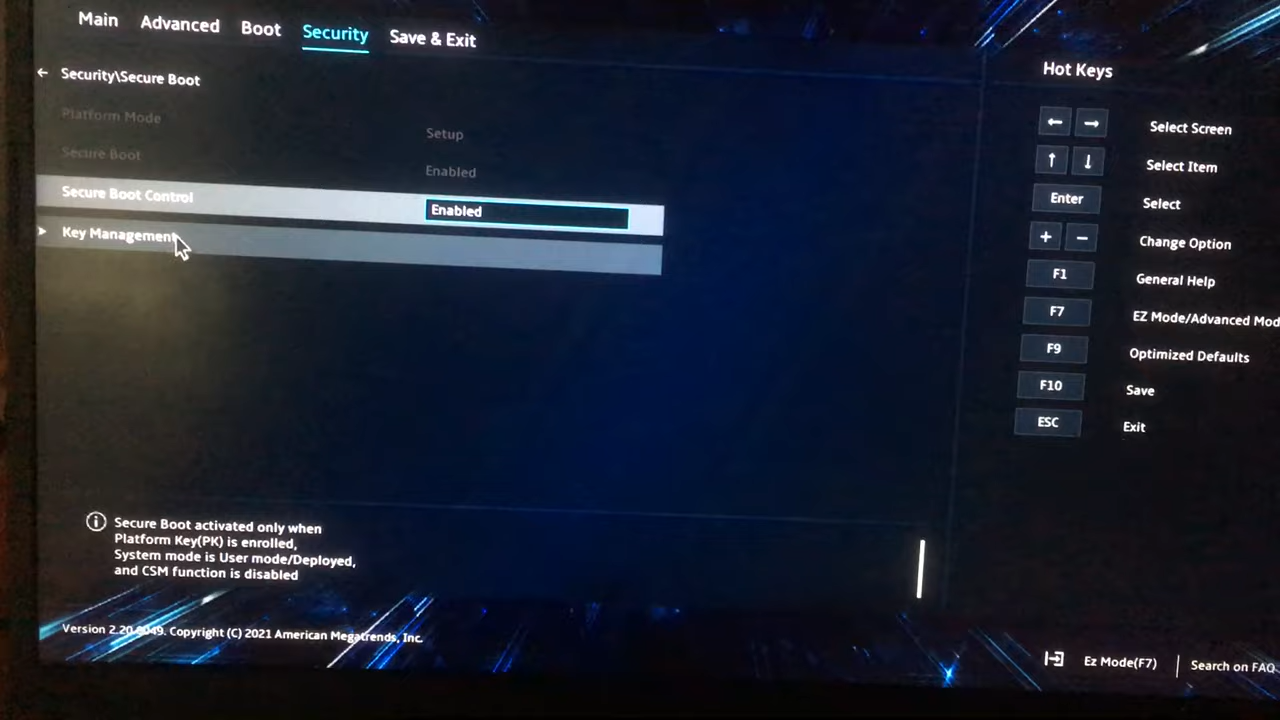 Main Advanced Boot Security Save & Exit
Security\Secure Boot
Platform Mode Setup
Secure Boot Enabled
Secure Boot Control Enabled
Key Management
Secure Boot activated only when
Platform Key(PK) is enrolled,
System mode is User mode/Deployed,
and CSM function is disabled
Version 2.20.0049. Copyright (C) 2021 American Megatrends, Inc.
Hot Keys
← → Select Screen
↑ ↓ Select Item
Enter Select
+ − Change Option
F1 General Help
F7 EZ Mode/Advanced Mod
F9 Optimized Defaults
F10 Save
ESC Exit
Ez Mode(F7) | Search on FAQ